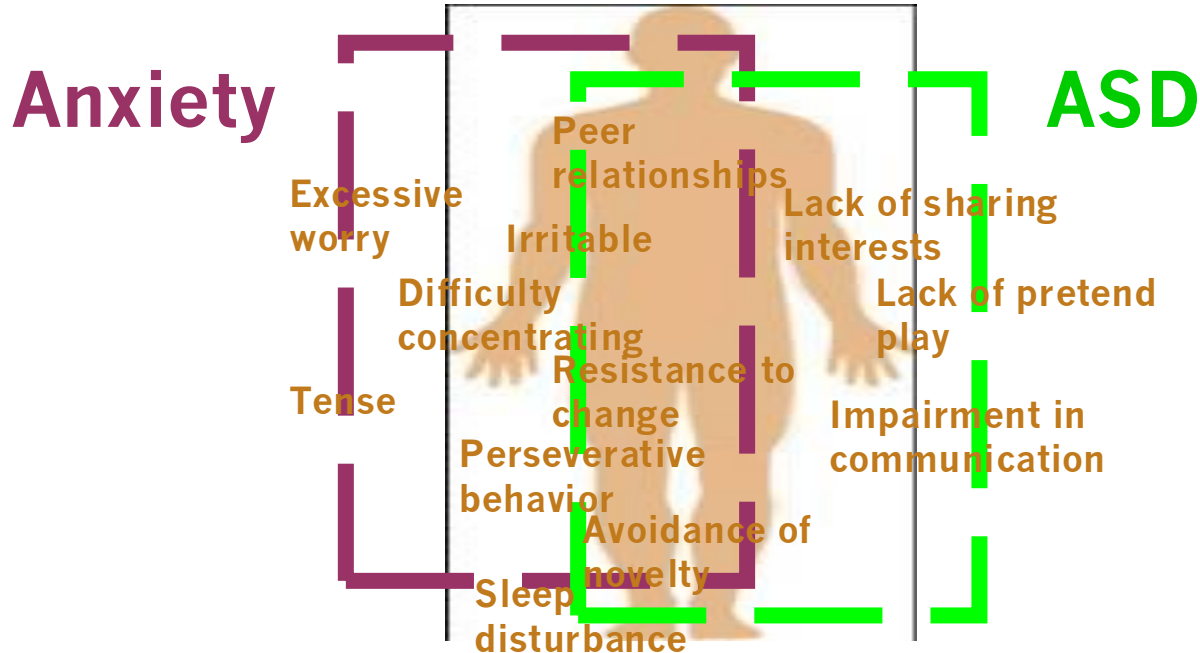 Anxiety
ASD
Peer
relationships
Excessive
worry
Lack of sharing
interests
Irritable
Difficulty
concentrating
Lack of pretend
play
Resistance to
change
Tense
Impairment in
communication
Perseverative
behavior
Avoidance of
novelty
Sleep
disturbance